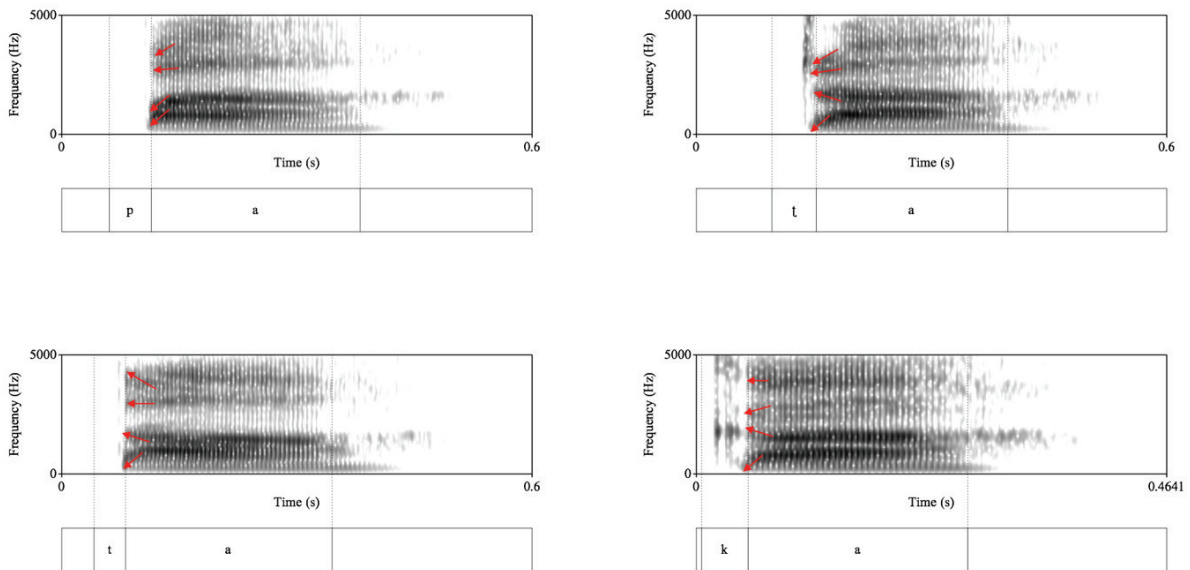 5000
Frequency (Hz)
0
0
0.6
Time (s)
p a
5000
Frequency (Hz)
0
0
0.6
Time (s)
ʈ a
5000
Frequency (Hz)
0
0
0.6
Time (s)
t a
5000
Frequency (Hz)
0
0
0.4641
Time (s)
k a